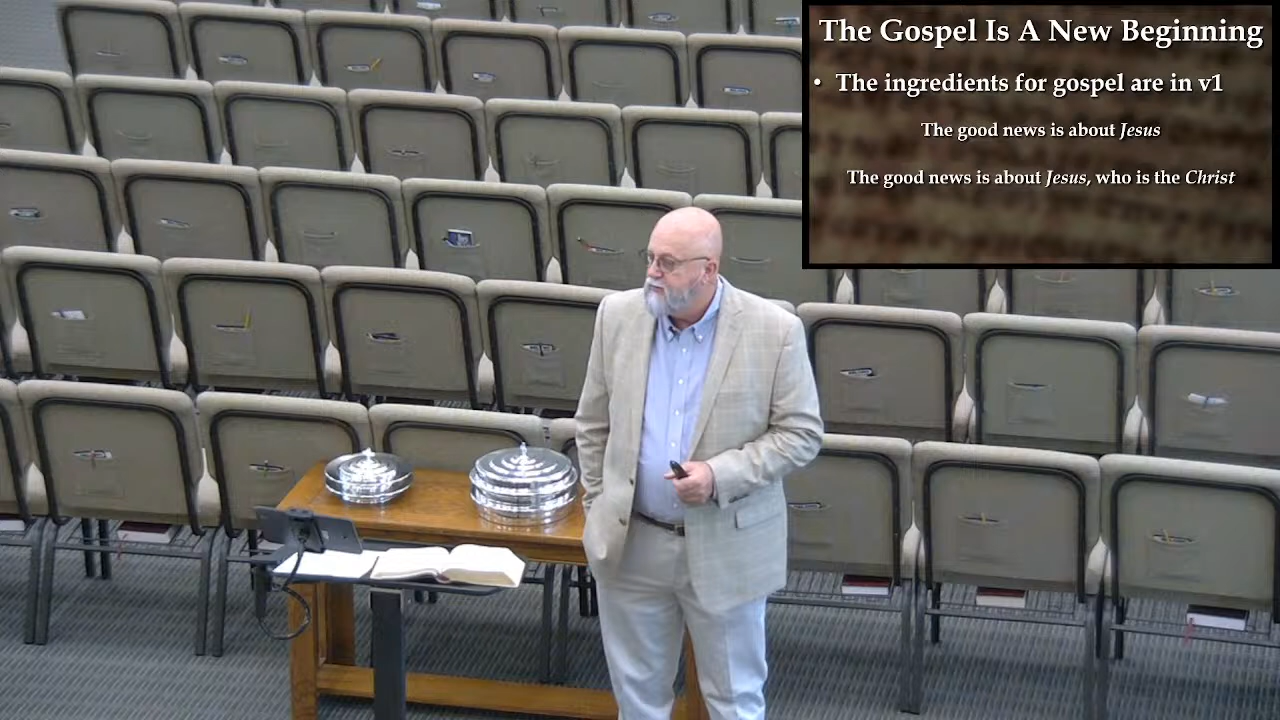 The Gospel Is A New Beginning
• The ingredients for gospel are in v1
The good news is about Jesus
The good news is about Jesus, who is the Christ